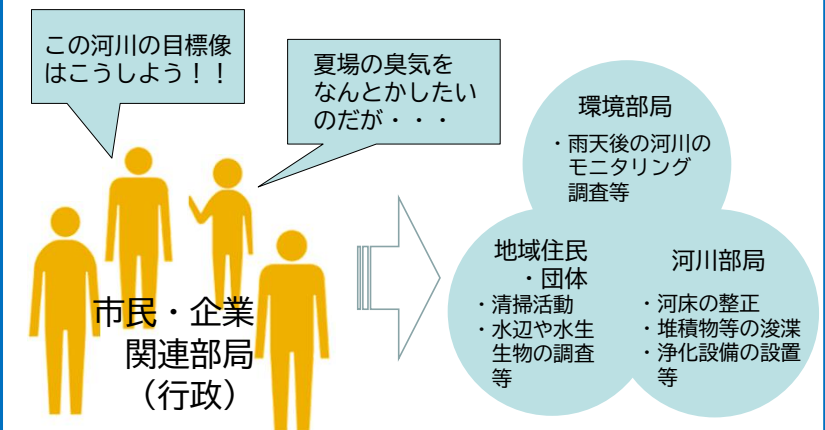 この河川の目標像
はこうしよう！！
夏場の臭気を
なんとかしたい
のだが・・・
市民・企業
関連部局
（行政）
環境部局
・雨天後の河川の
モニタリング
調査等
地域住民
・団体
・清掃活動
・水辺や水生
生物の調査
等
河川部局
・河床の整正
・堆積物等の浚渫
・浄化設備の設置
等